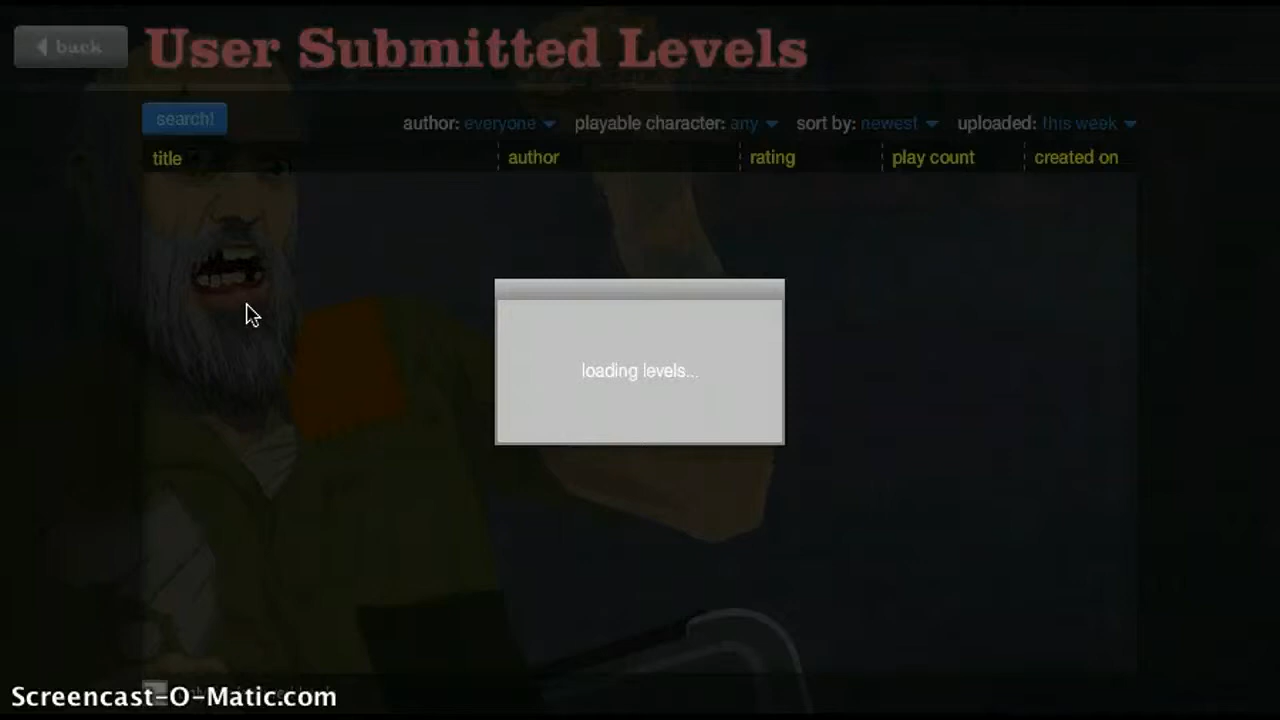 back
User Submitted Levels
search!
author: everyone playable character: any sort by: newest uploaded: this week
title author rating play count created on
loading levels...
Screencast-O-Matic.com